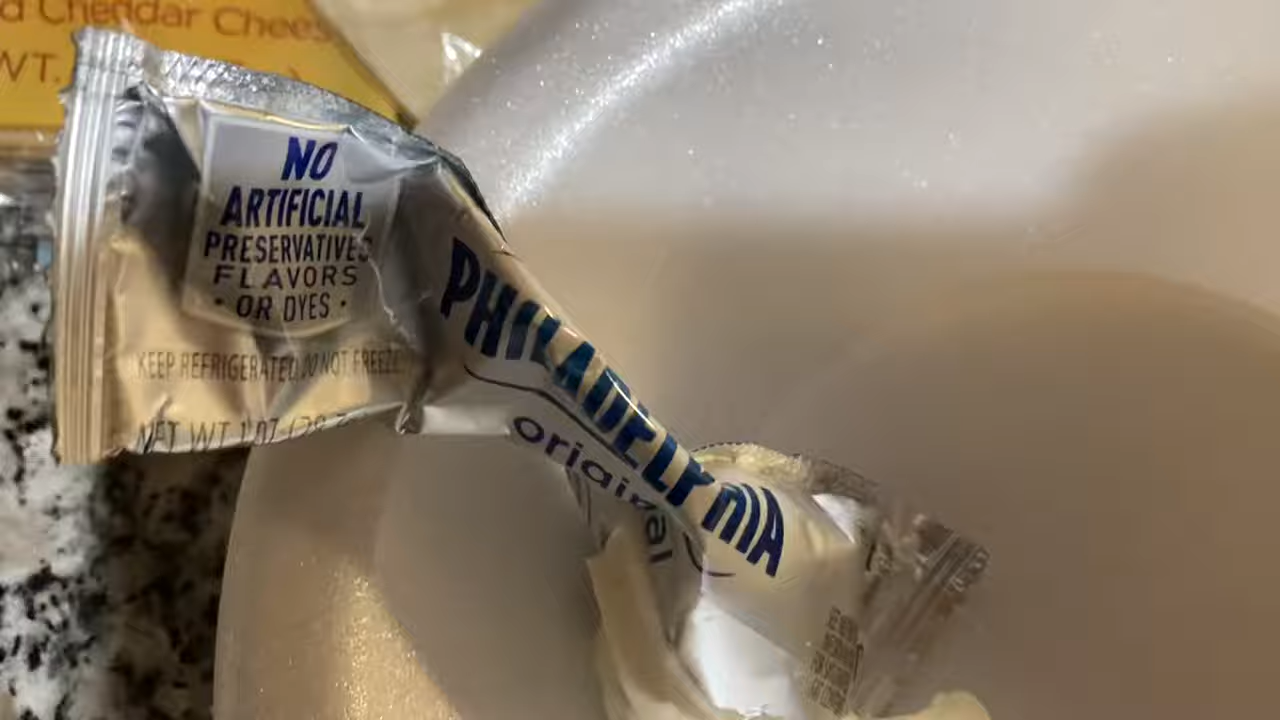 d Cheddar Chees
WT.
NO
ARTIFICIAL
PRESERVATIVES
FLAVORS
• OR DYES •
KEEP REFRIGERATED. DO NOT FREEZE.
NET WT 1 OZ (28
PHILADELPHIA
original